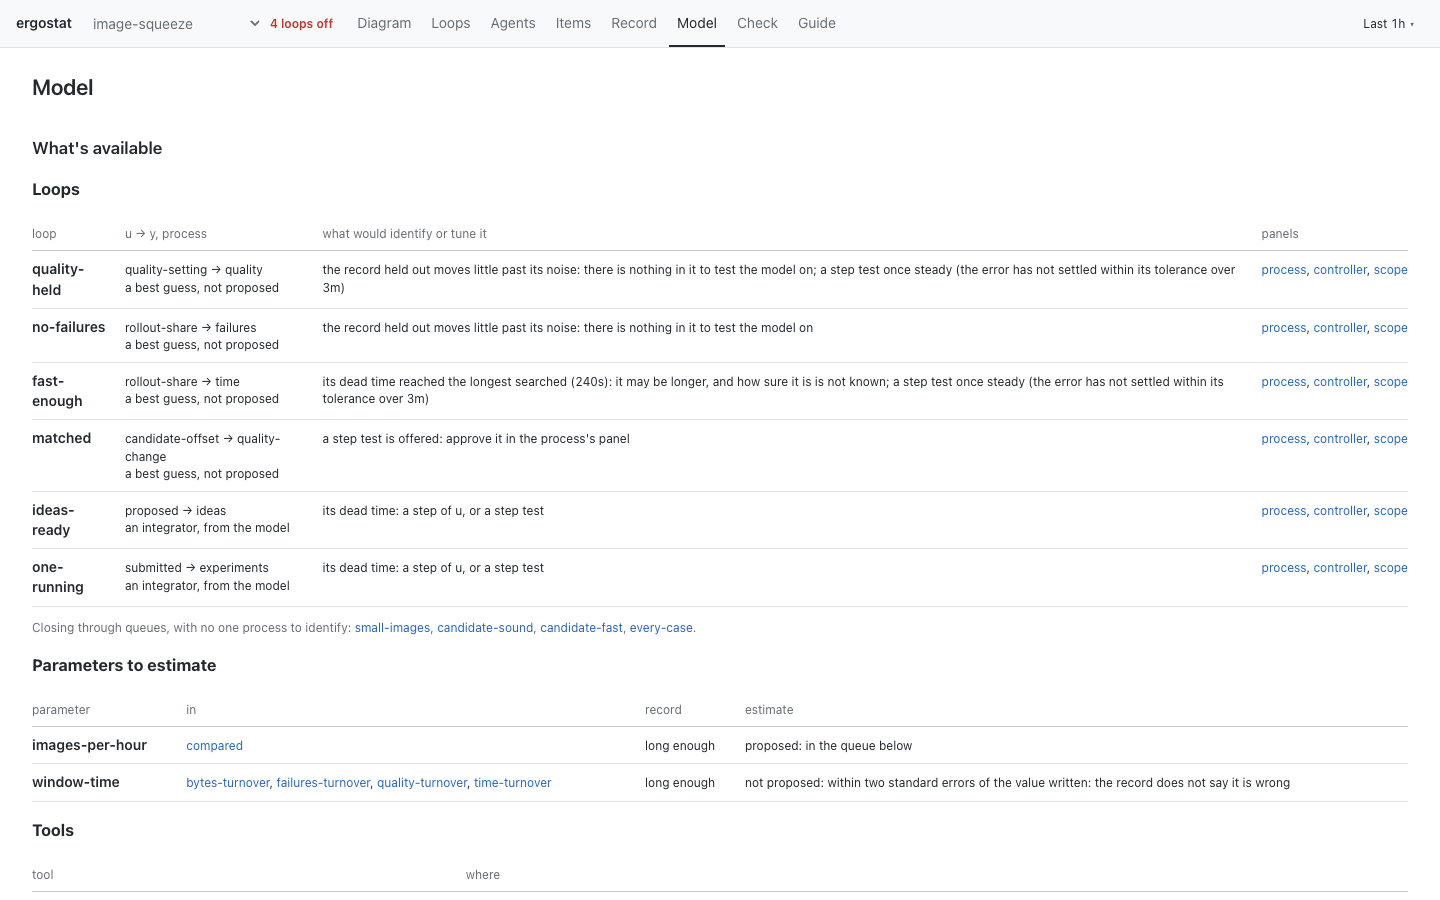 ergostat image-squeeze 4 loops off Diagram Loops Agents Items Record Model Check Guide Last 1h
Model
What's available
Loops
loop u → y, process what would identify or tune it panels
quality-held quality-setting → quality the record held out moves little past its noise: there is nothing in it to test the model on; a step test once steady (the error has not settled within its tolerance over process, controller, scope
a best guess, not proposed 3m)
no-failures rollout-share → failures the record held out moves little past its noise: there is nothing in it to test the model on process, controller, scope
a best guess, not proposed
fast-enough rollout-share → time its dead time reached the longest searched (240s): it may be longer, and how sure it is is not known; a step test once steady (the error has not settled within its process, controller, scope
a best guess, not proposed tolerance over 3m)
matched candidate-offset → quality- a step test is offered: approve it in the process's panel process, controller, scope
change
a best guess, not proposed
ideas-ready proposed → ideas its dead time: a step of u, or a step test process, controller, scope
an integrator, from the model
one-running submitted → experiments its dead time: a step of u, or a step test process, controller, scope
an integrator, from the model
Closing through queues, with no one process to identify: small-images, candidate-sound, candidate-fast, every-case.
Parameters to estimate
parameter in record estimate
images-per-hour compared long enough proposed: in the queue below
window-time bytes-turnover, failures-turnover, quality-turnover, time-turnover long enough not proposed: within two standard errors of the value written: the record does not say it is wrong
Tools
tool where